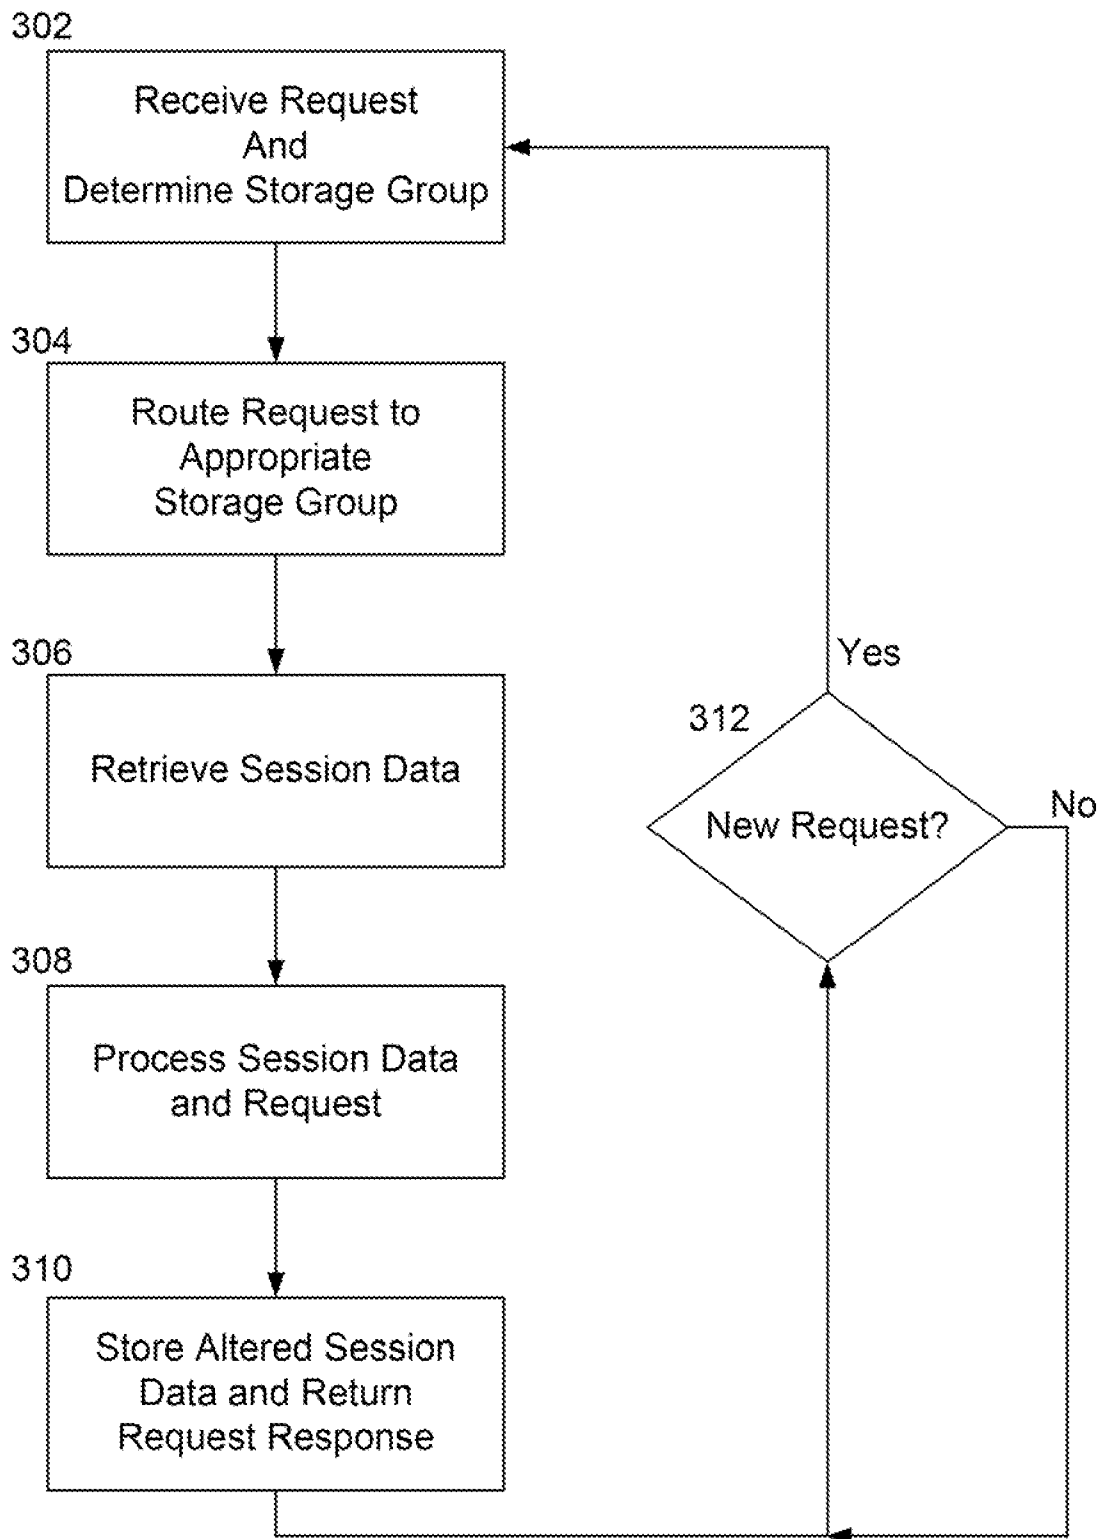 302
Receive Request
And
Determine Storage Group
304
Route Request to
Appropriate
Storage Group
306
Retrieve Session Data
308
Process Session Data
and Request
310
Store Altered Session
Data and Return
Request Response
Yes
312
New Request?
No